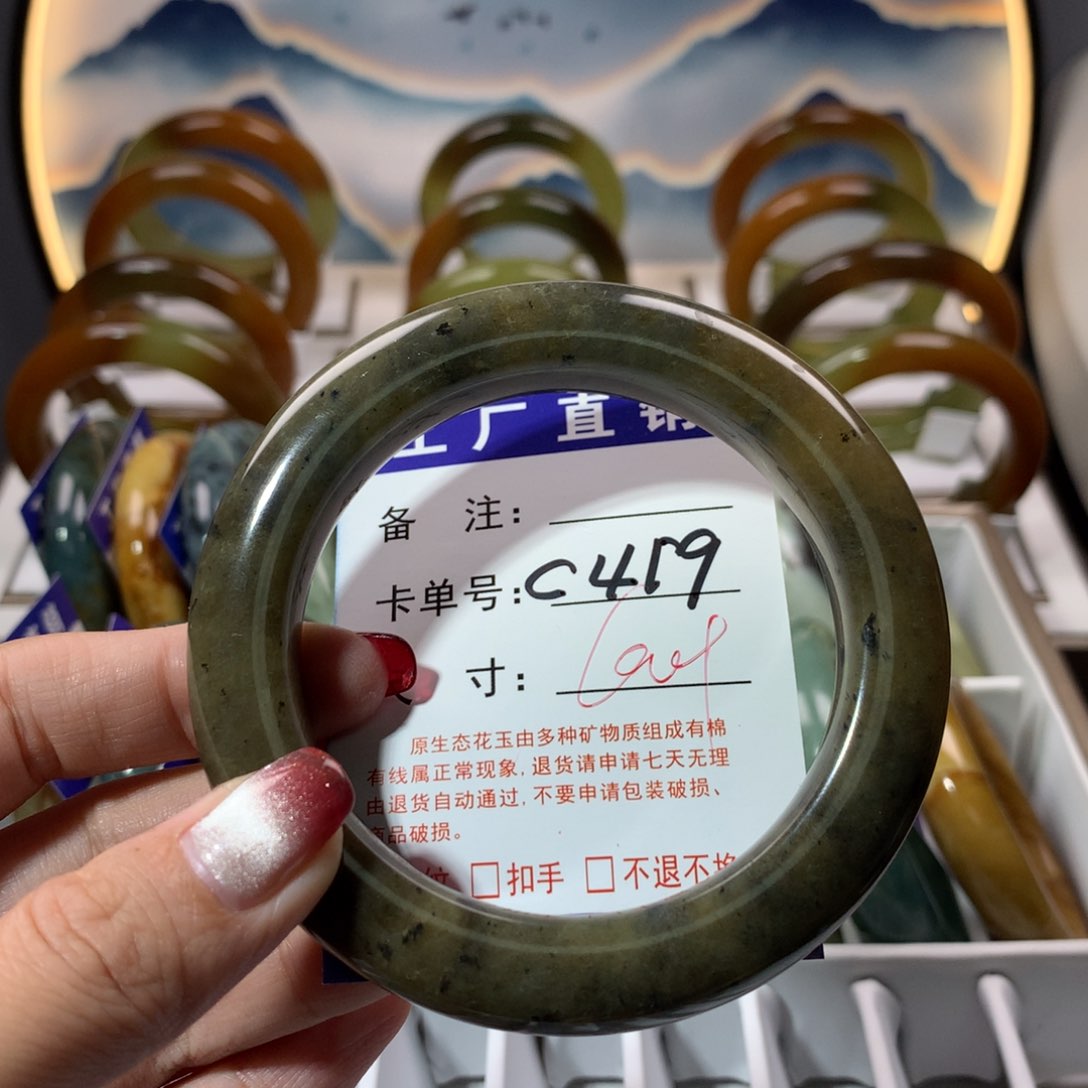 厂直销
备 注：
卡单号：C419
寸：
原生态花玉由多种矿物质组成有棉
有线属正常现象，退货请申请七天无理
由退货自动通过，不要申请包装破损、
商品破损。
纹 □扣手 □不退不换